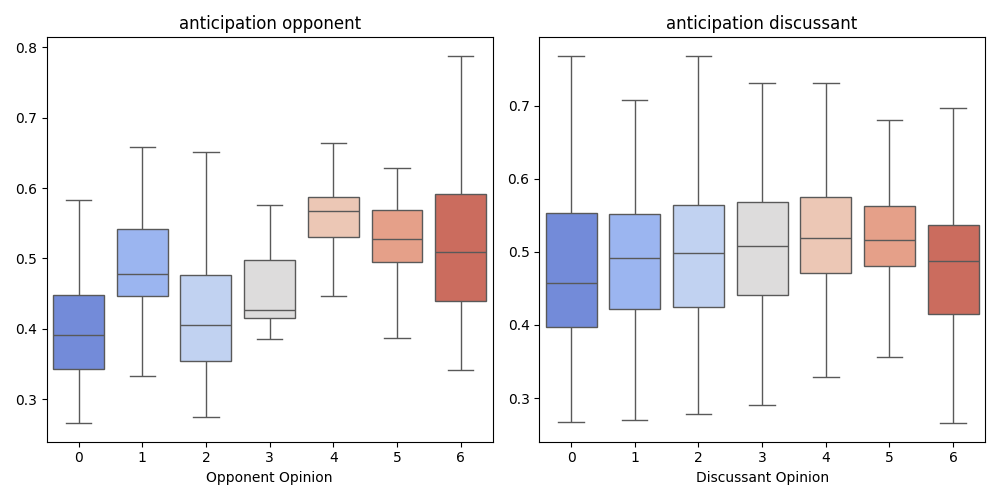 anticipation opponent
0.8
0.7
0.6
0.5
0.4
0.3
0 1 2 3 4 5 6
Opponent Opinion
anticipation discussant
0.7
0.6
0.5
0.4
0.3
0 1 2 3 4 5 6
Discussant Opinion